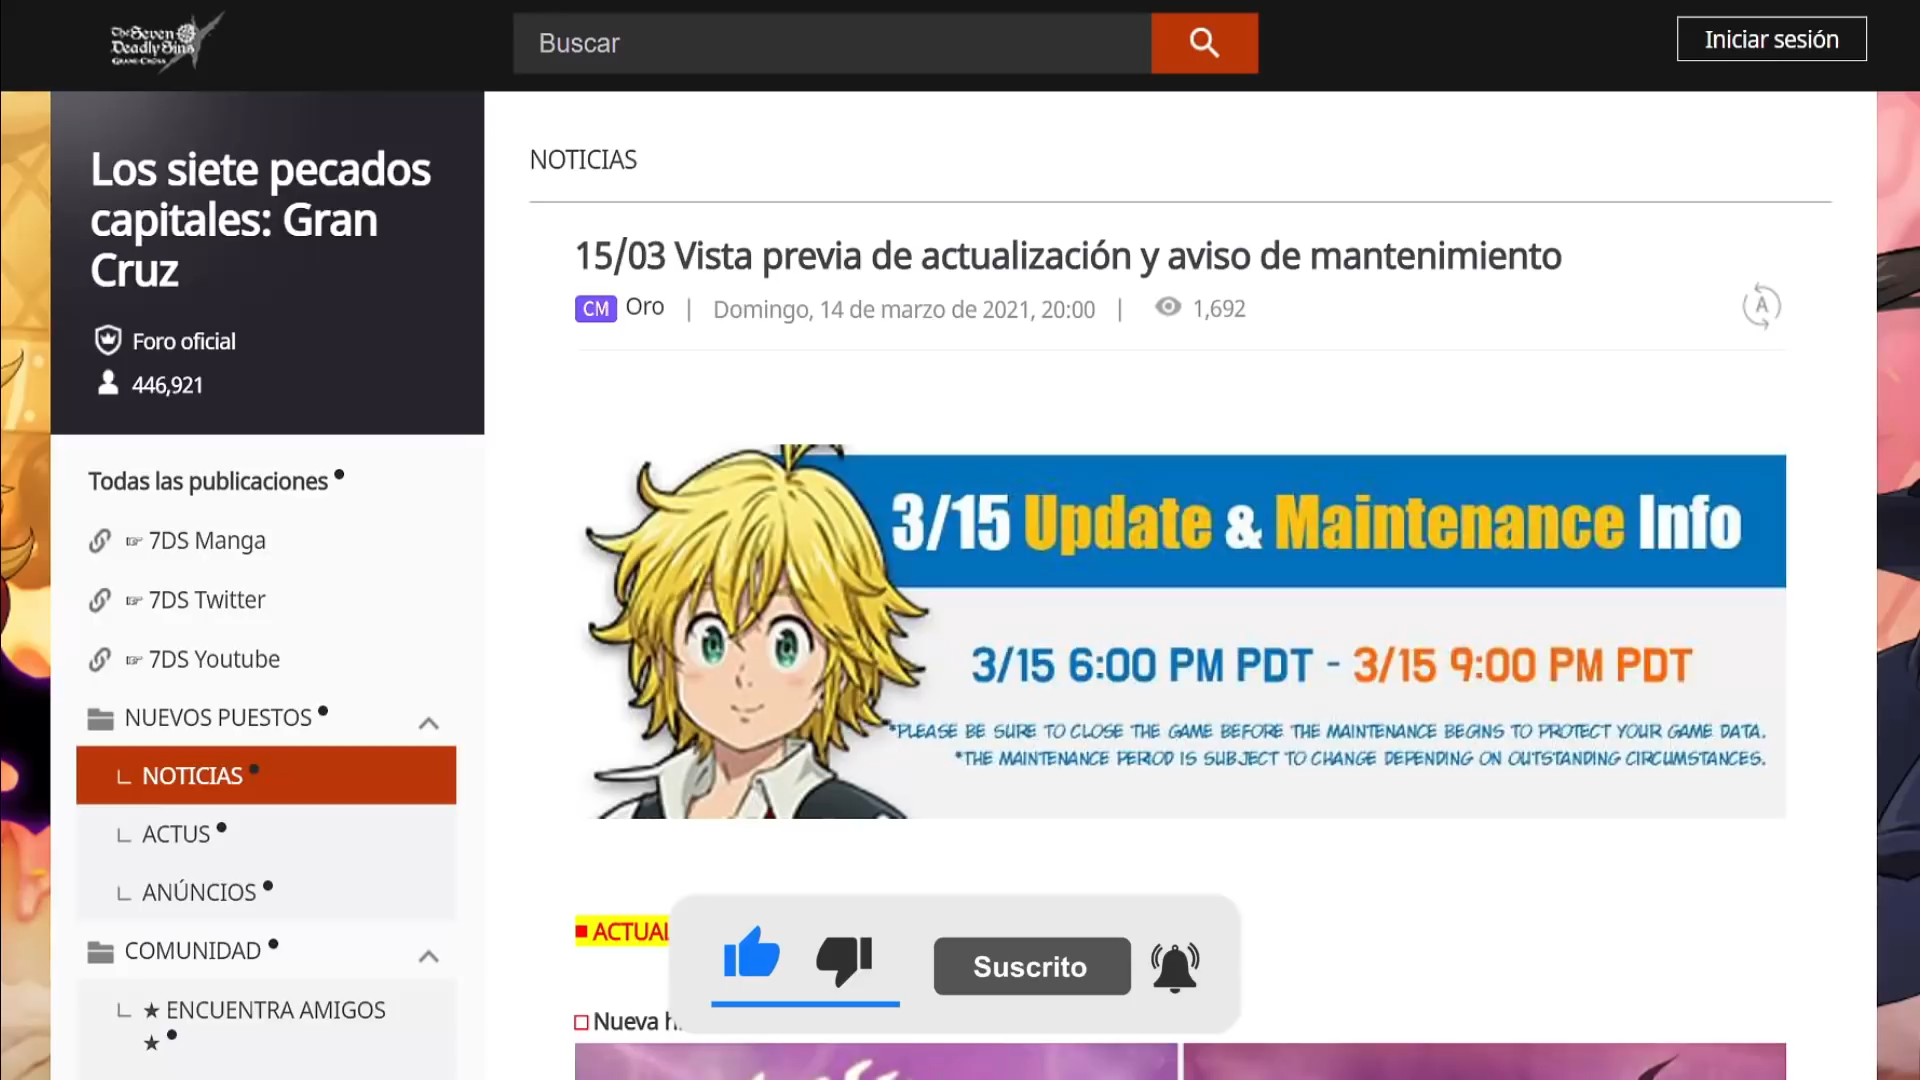 The Seven
Deadly Sins
GRAND CROSS
Buscar
Iniciar sesión
Los siete pecados
capitales: Gran
Cruz
Foro oficial
446,921
Todas las publicaciones
☞ 7DS Manga
☞ 7DS Twitter
☞ 7DS Youtube
NUEVOS PUESTOS
NOTICIAS
ACTUS
ANÚNCIOS
COMUNIDAD
★ ENCUENTRA AMIGOS
★
NOTICIAS
15/03 Vista previa de actualización y aviso de mantenimiento
CM Oro | Domingo, 14 de marzo de 2021, 20:00 | 1,692
A
3/15 Update & Maintenance Info
3/15 6:00 PM PDT - 3/15 9:00 PM PDT
*PLEASE BE SURE TO CLOSE THE GAME BEFORE THE MAINTENANCE BEGINS TO PROTECT YOUR GAME DATA.
*THE MAINTENANCE PERIOD IS SUBJECT TO CHANGE DEPENDING ON OUTSTANDING CIRCUMSTANCES.
■ ACTUAL
Suscrito
□ Nueva h